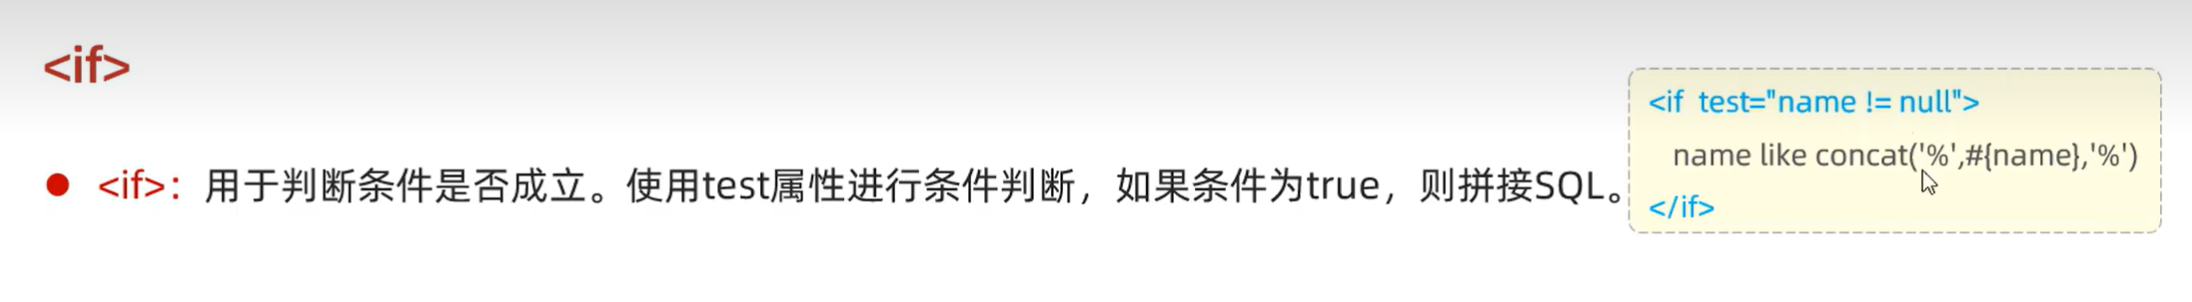 <if>
<if>：用于判断条件是否成立。使用test属性进行条件判断，如果条件为true，则拼接SQL。
<if  test="name != null">
name like concat('%',#{name},'%')
</if>